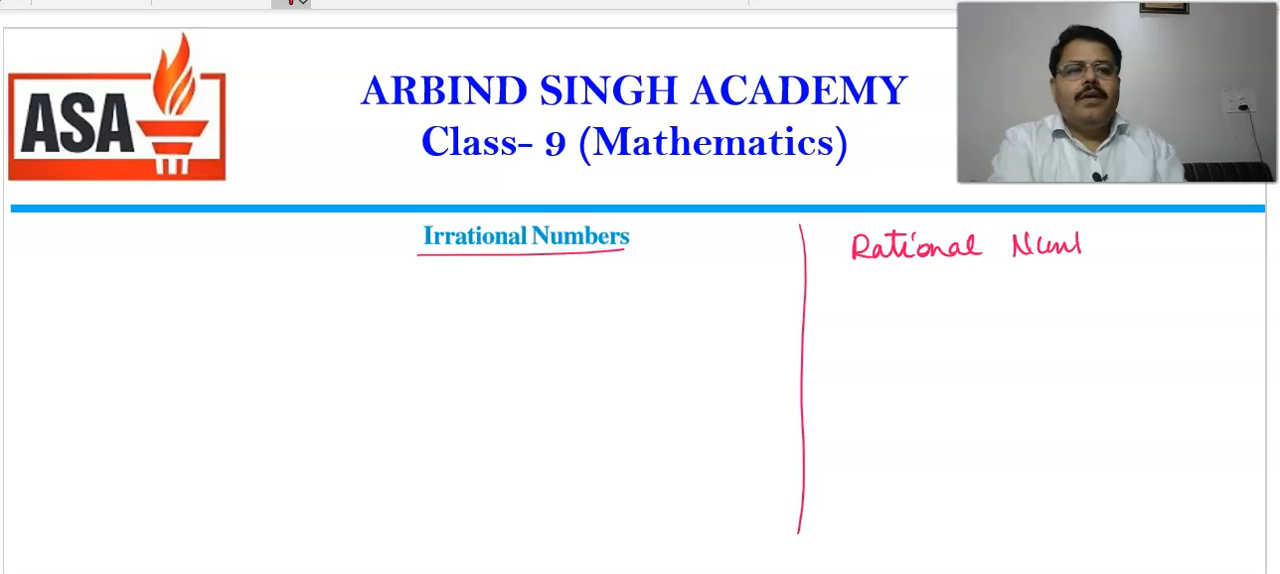 ASA
ARBIND SINGH ACADEMY
Class- 9 (Mathematics)
Irrational Numbers
Rational Num